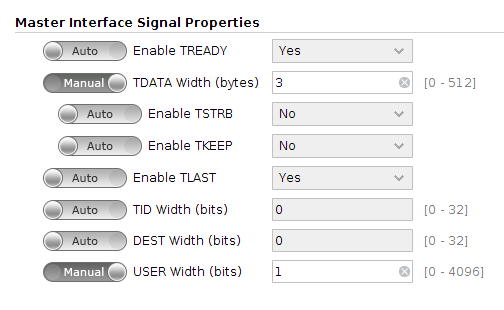 Master Interface Signal Properties
Auto Enable TREADY Yes
Manual TDATA Width (bytes) 3 [0 - 512]
Auto Enable TSTRB No
Auto Enable TKEEP No
Auto Enable TLAST Yes
Auto TID Width (bits) 0 [0 - 32]
Auto DEST Width (bits) 0 [0 - 32]
Manual USER Width (bits) 1 [0 - 4096]